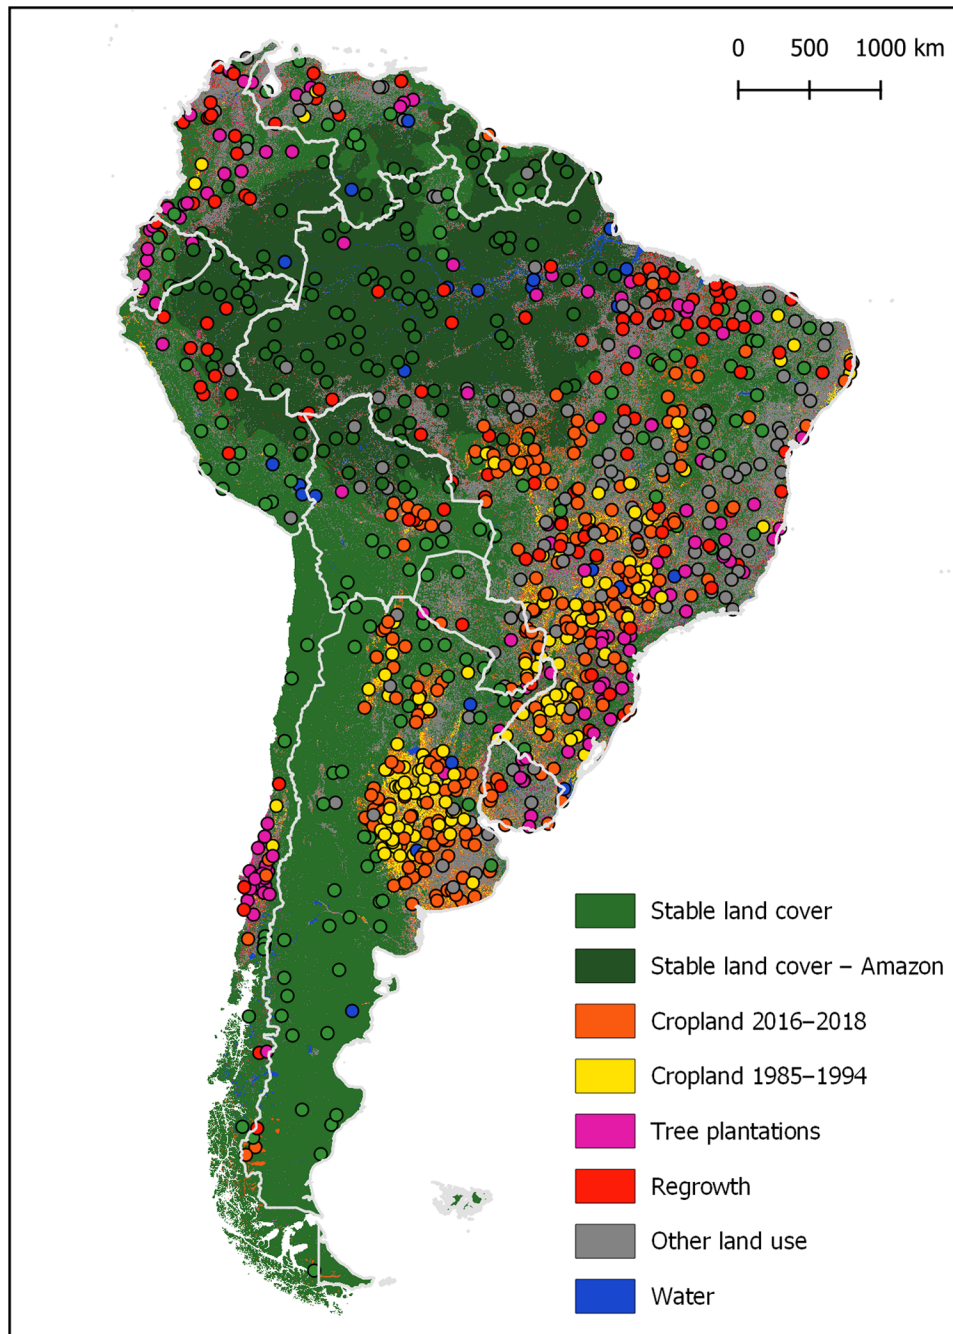 0 500 1000 km
Stable land cover
Stable land cover – Amazon
Cropland 2016–2018
Cropland 1985–1994
Tree plantations
Regrowth
Other land use
Water